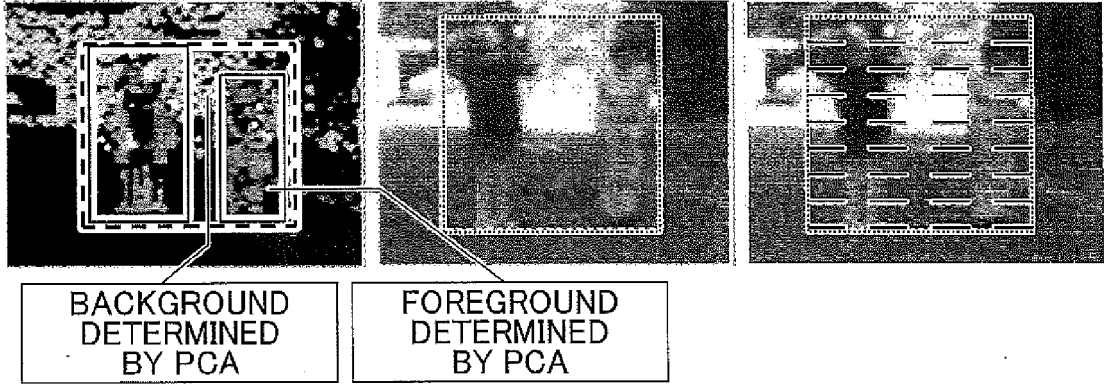 BACKGROUND
DETERMINED
BY PCA
FOREGROUND
DETERMINED
BY PCA